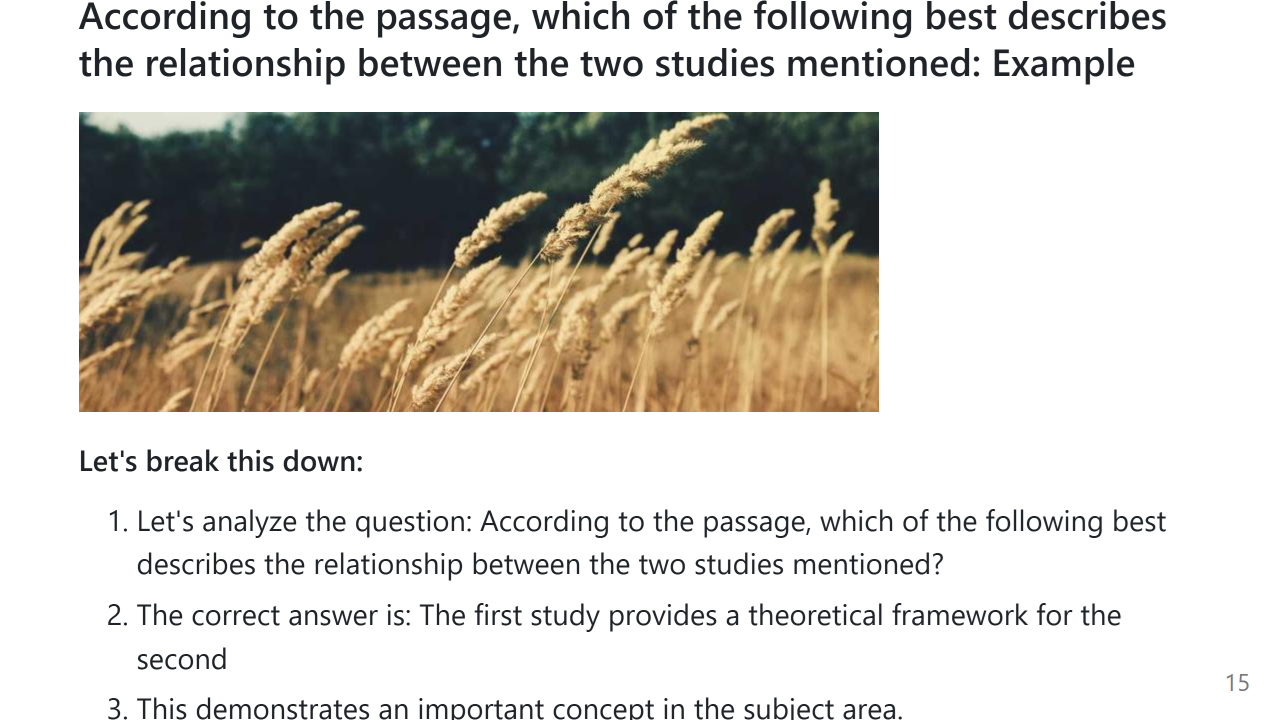 According to the passage, which of the following best describes
the relationship between the two studies mentioned: Example
Let's break this down:
1. Let's analyze the question: According to the passage, which of the following best
describes the relationship between the two studies mentioned?
2. The correct answer is: The first study provides a theoretical framework for the
second
3. This demonstrates an important concept in the subject area.
15